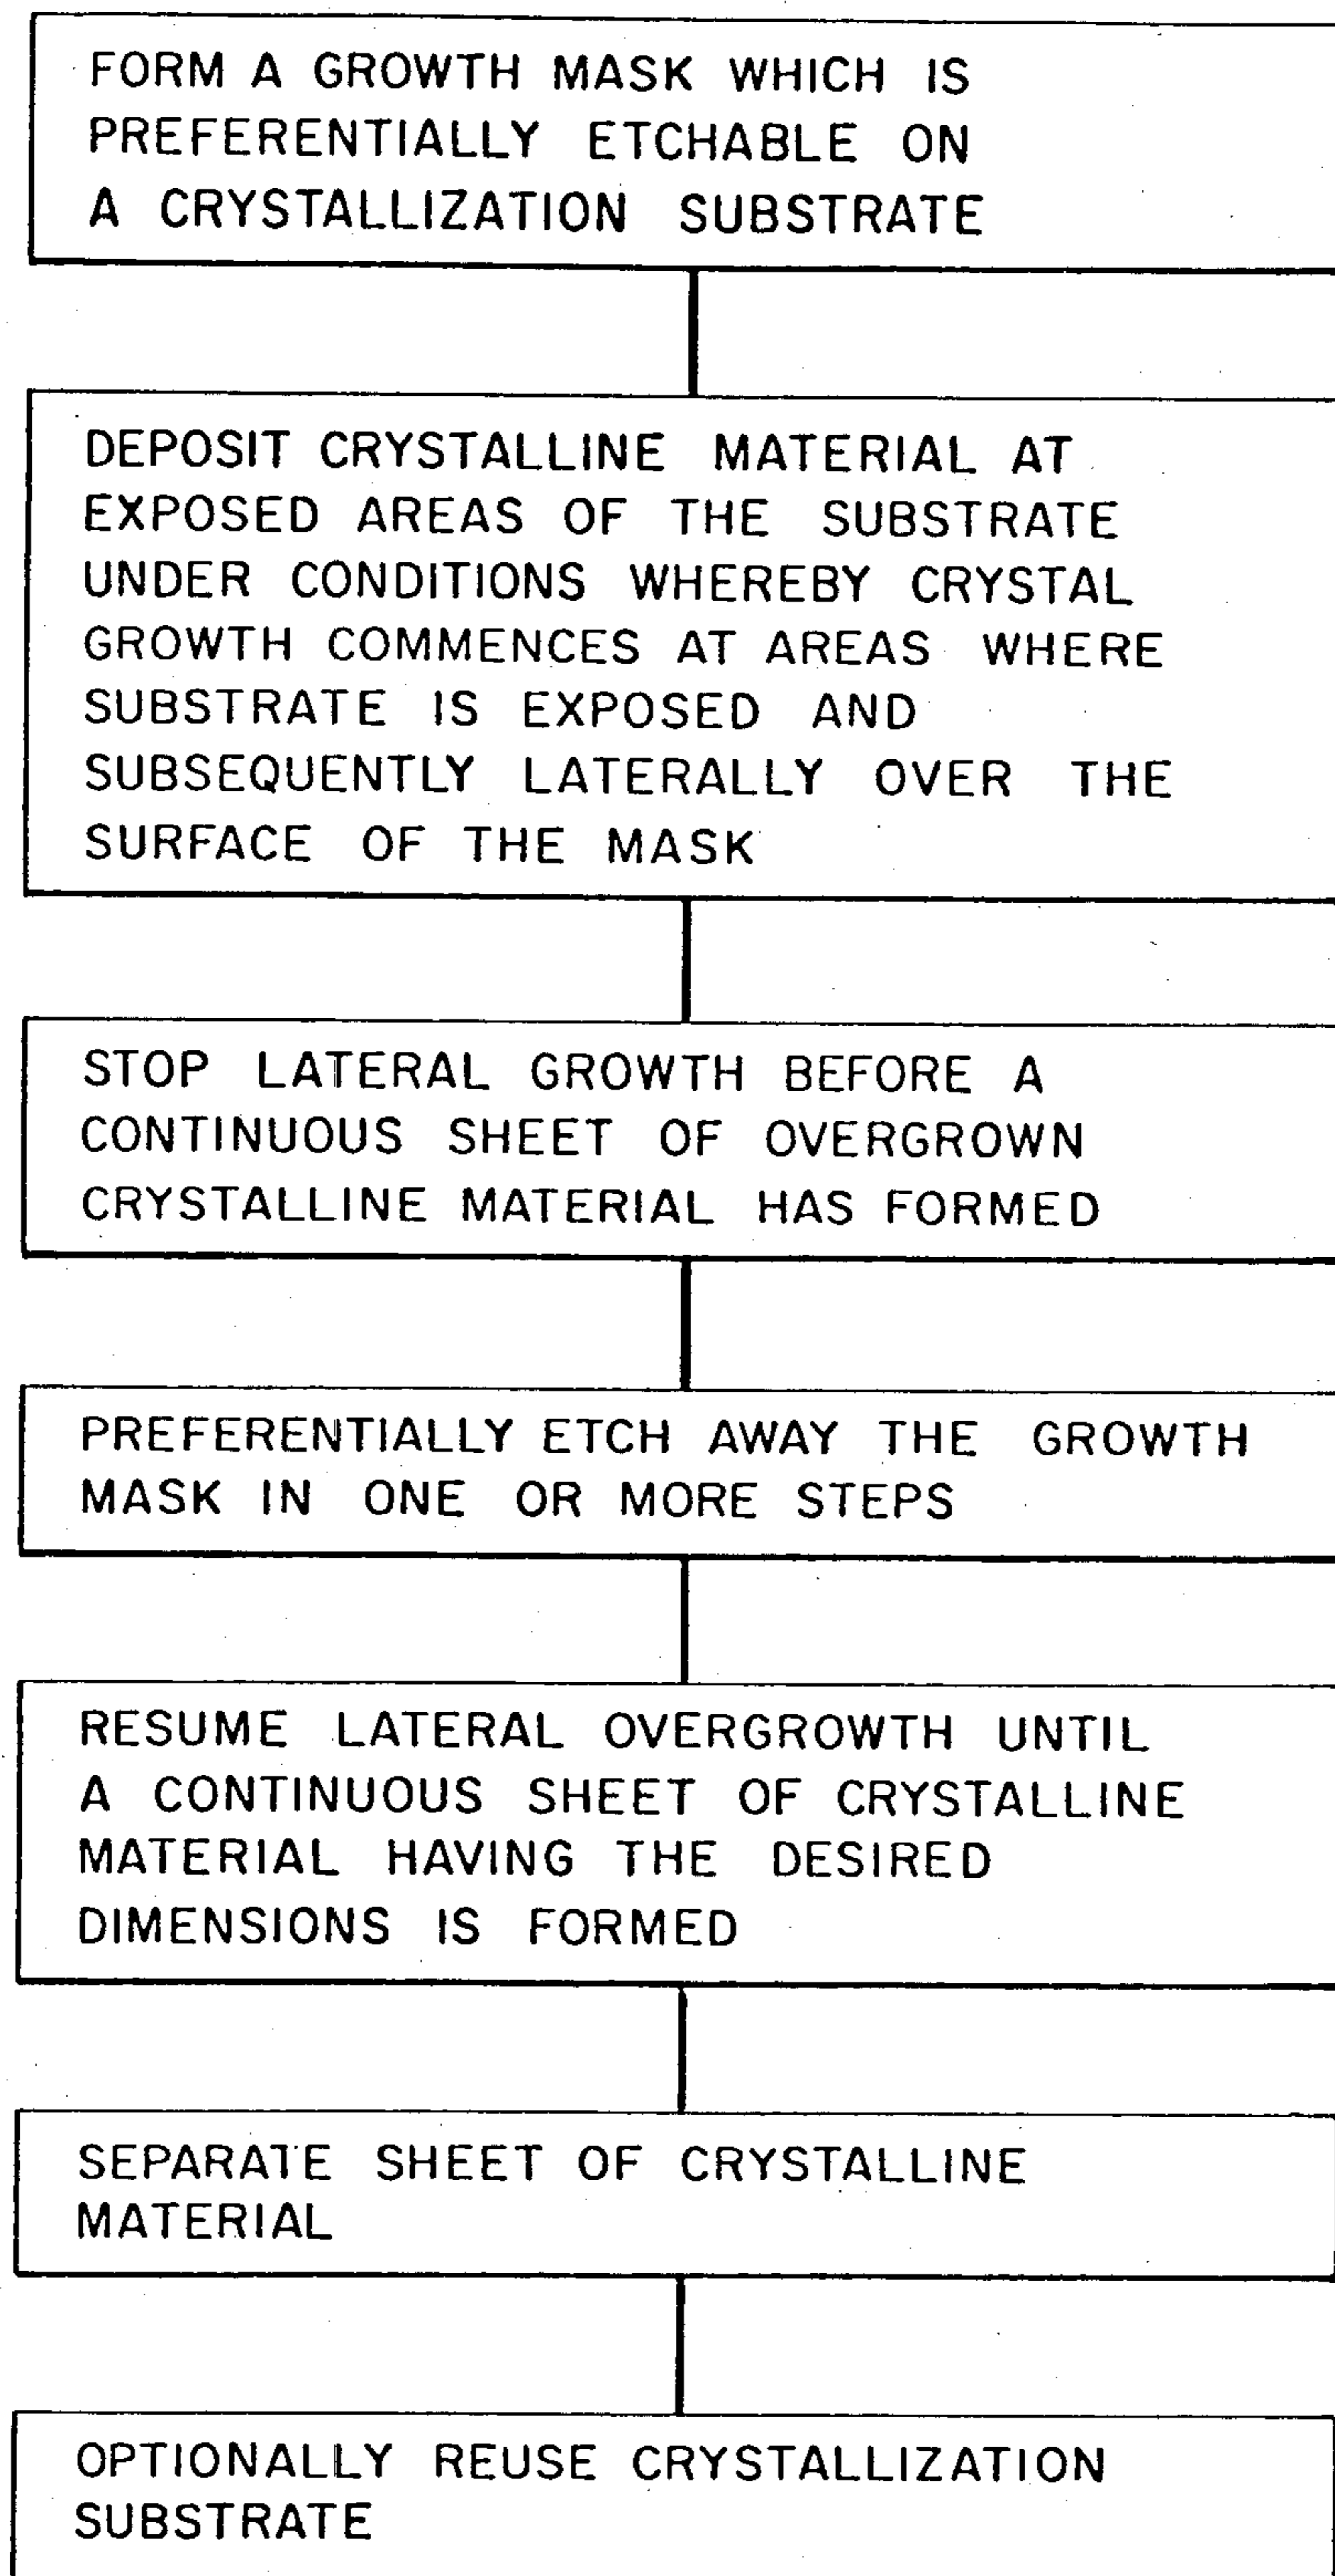 FORM A GROWTH MASK WHICH IS
PREFERENTIALLY ETCHABLE ON
A CRYSTALLIZATION SUBSTRATE
DEPOSIT CRYSTALLINE MATERIAL AT
EXPOSED AREAS OF THE SUBSTRATE
UNDER CONDITIONS WHEREBY CRYSTAL
GROWTH COMMENCES AT AREAS WHERE
SUBSTRATE IS EXPOSED AND
SUBSEQUENTLY LATERALLY OVER THE
SURFACE OF THE MASK
STOP LATERAL GROWTH BEFORE A
CONTINUOUS SHEET OF OVERGROWN
CRYSTALLINE MATERIAL HAS FORMED
PREFERENTIALLY ETCH AWAY THE GROWTH
MASK IN ONE OR MORE STEPS
RESUME LATERAL OVERGROWTH UNTIL
A CONTINUOUS SHEET OF CRYSTALLINE
MATERIAL HAVING THE DESIRED
DIMENSIONS IS FORMED
SEPARATE SHEET OF CRYSTALLINE
MATERIAL
OPTIONALLY REUSE CRYSTALLIZATION
SUBSTRATE